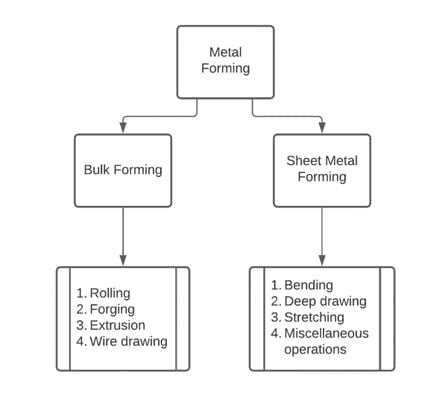 Metal
Forming
Bulk Forming
Sheet Metal
Forming
1. Rolling
2. Forging
3. Extrusion
4. Wire drawing
1. Bending
2. Deep drawing
3. Stretching
4. Miscellaneous
operations